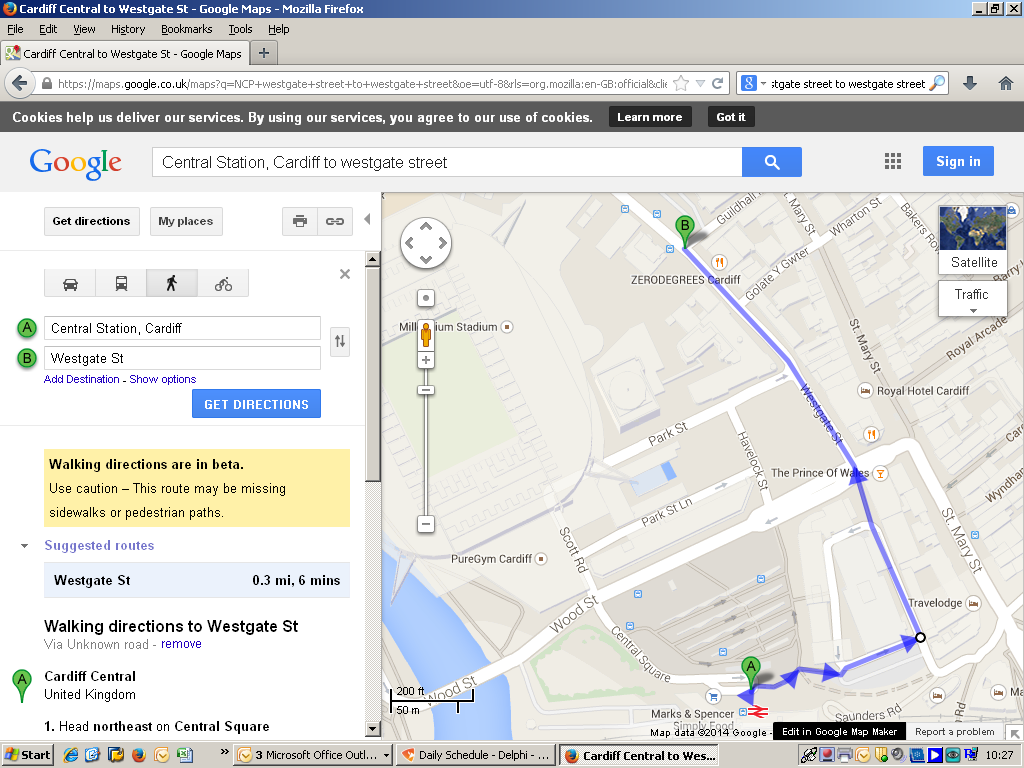 Cardiff Central to Westgate St - Google Maps - Mozilla Firefox
File Edit View History Bookmarks Tools Help
Cardiff Central to Westgate St - Google Maps
https://maps.google.co.uk/maps?q=NCP+westgate+street+to+westgate+street&oe=utf-8&rls=org.mozilla:en-GB:official&clie
tgate street to westgate street
Cookies help us deliver our services. By using our services, you agree to our use of cookies. Learn more Got it
Google
Central Station, Cardiff to westgate street
Sign in
Get directions
My places
A Central Station, Cardiff
B Westgate St
Add Destination - Show options
GET DIRECTIONS
Walking directions are in beta.
Use caution – This route may be missing
sidewalks or pedestrian paths.
Suggested routes
Westgate St 0.3 mi, 6 mins
Walking directions to Westgate St
Via Unknown road - remove
A Cardiff Central
United Kingdom
1. Head northeast on Central Square
B
Guildhall
St. Mary St
Wharton St
Bakers Row
Golate Y Gwter
ZERODEGREES Cardiff
Satellite
Traffic
Millennium Stadium
St. Mary St
Royal Arcade
Royal Hotel Cardiff
Westgate St
Park St
Havelock St
The Prince Of Wales
Park St Ln
Wyndham
St. Mary St
Scott Rd
PureGym Cardiff
Wood St
Travelodge
Central Square
A
Wood St
200 ft
50 m
Marks & Spencer
Simply Food
Saunders Rd
Map data ©2014 Google -
Edit in Google Map Maker
Report a problem
Start
3 Microsoft Office Outl...
Daily Schedule - Delphi - ...
Cardiff Central to Wes...
10:27